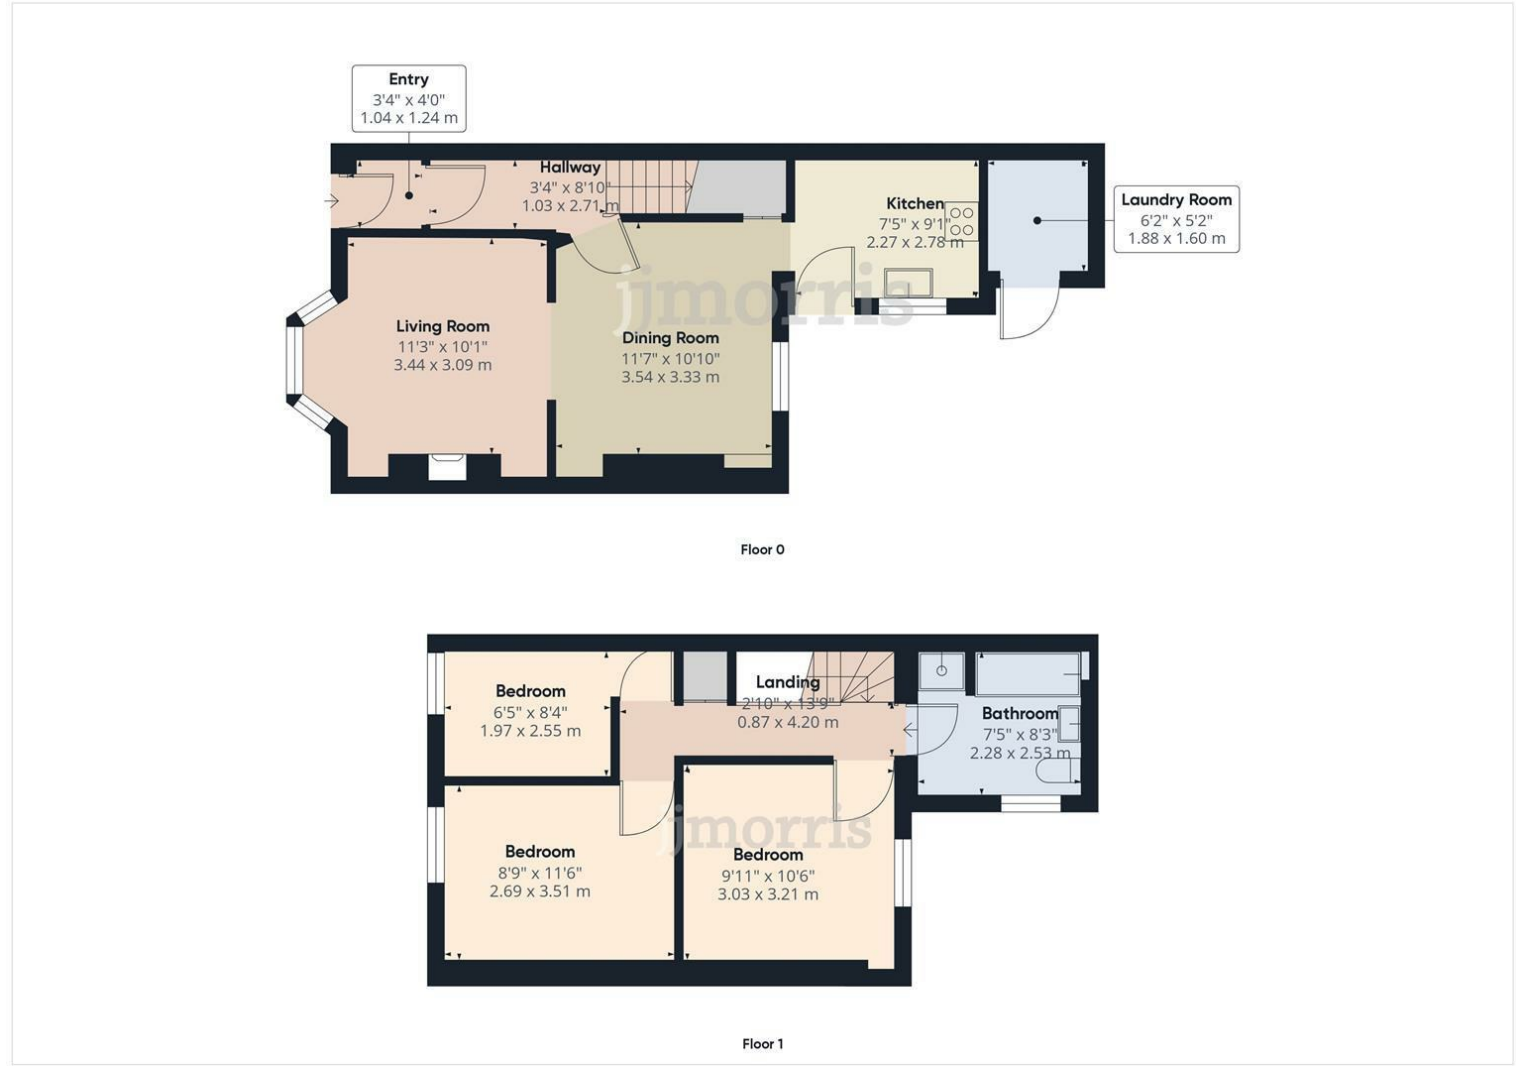 Entry
3'4" x 4'0"
1.04 x 1.24 m
Hallway
3'4" x 8'10"
1.03 x 2.71 m
Kitchen
7'5" x 9'1"
2.27 x 2.78 m
Laundry Room
6'2" x 5'2"
1.88 x 1.60 m
jjmorris
Living Room
11'3" x 10'1"
3.44 x 3.09 m
Dining Room
11'7" x 10'10"
3.54 x 3.33 m
Floor 0
Bedroom
6'5" x 8'4"
1.97 x 2.55 m
Landing
2'10" x 13'9"
0.87 x 4.20 m
Bathroom
7'5" x 8'3"
2.28 x 2.53 m
jjmorris
Bedroom
8'9" x 11'6"
2.69 x 3.51 m
Bedroom
9'11" x 10'6"
3.03 x 3.21 m
Floor 1